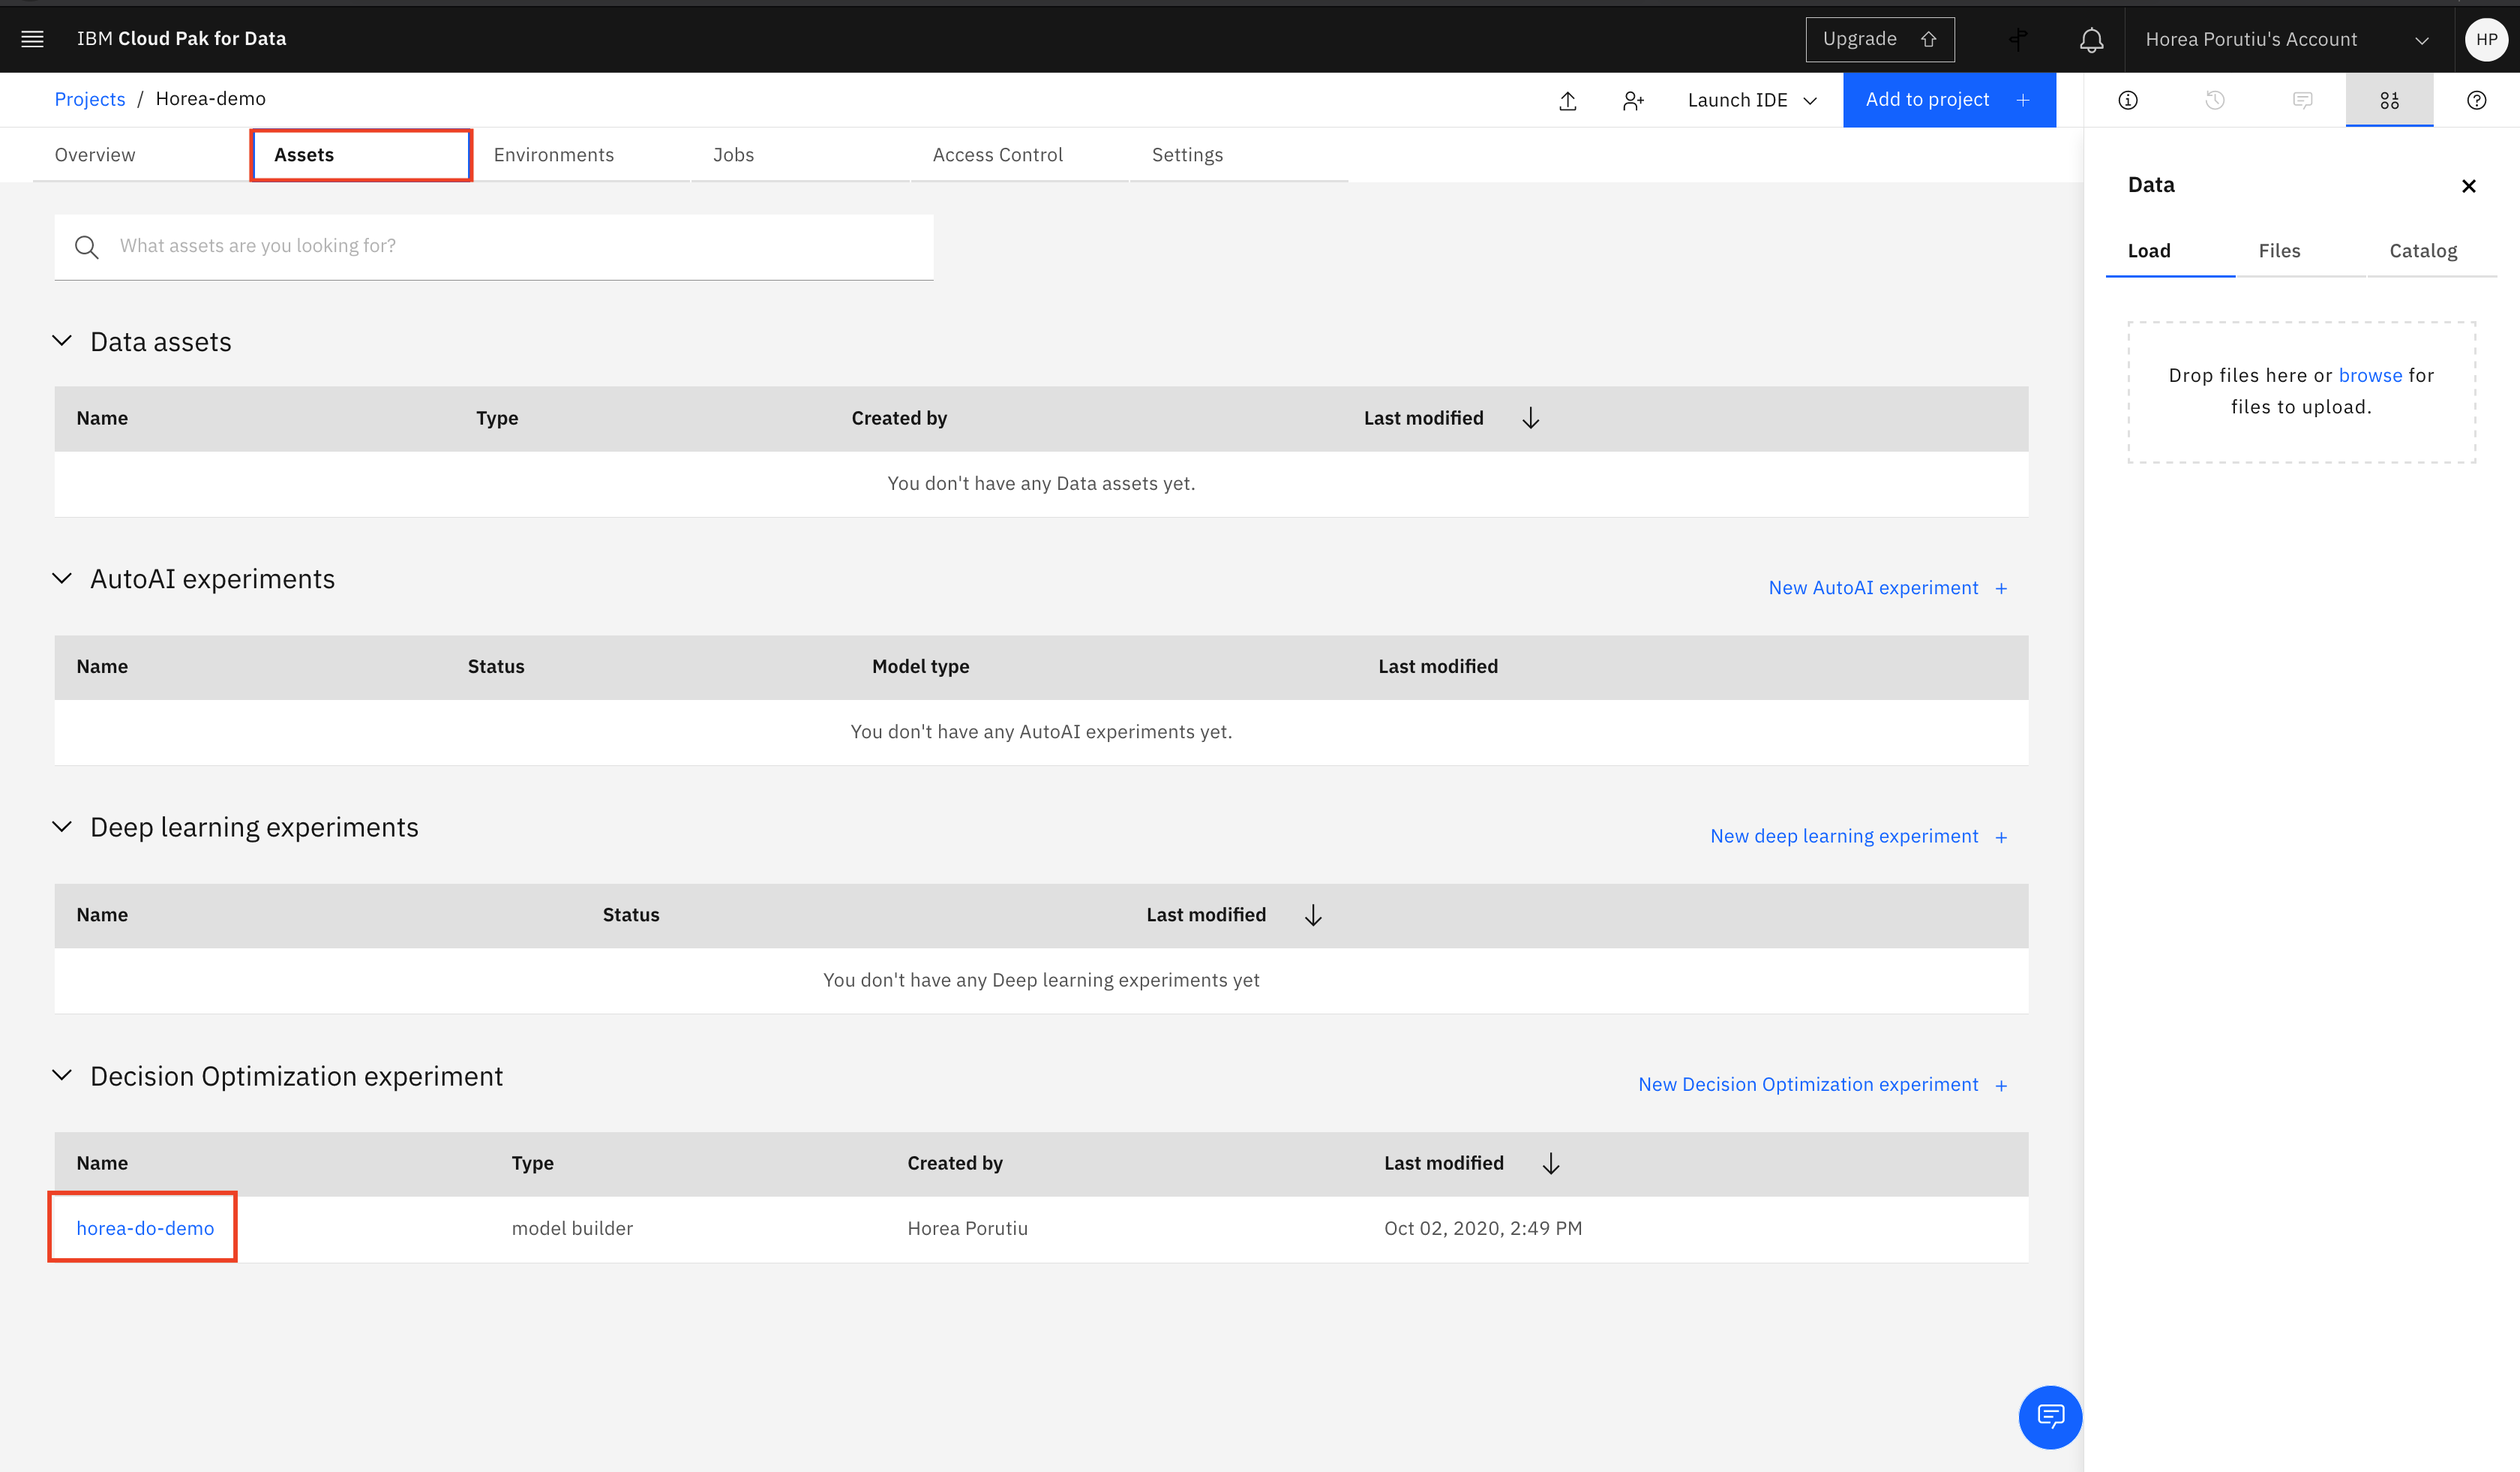 IBM Cloud Pak for Data
Upgrade
Horea Porutiu's Account
HP
Projects / Horea-demo
Launch IDE
Add to project +
Overview
Assets
Environments
Jobs
Access Control
Settings
What assets are you looking for?
Data assets
Name Type Created by Last modified
You don't have any Data assets yet.
AutoAI experiments
New AutoAI experiment +
Name Status Model type Last modified
You don't have any AutoAI experiments yet.
Deep learning experiments
New deep learning experiment +
Name Status Last modified
You don't have any Deep learning experiments yet
Decision Optimization experiment
New Decision Optimization experiment +
Name Type Created by Last modified
horea-do-demo model builder Horea Porutiu Oct 02, 2020, 2:49 PM
Data
Load Files Catalog
Drop files here or browse for
files to upload.